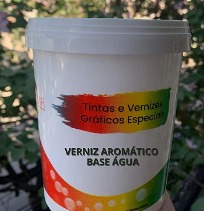 Tintas e Vernizes
Gráficos Especiais
VERNIZ AROMÁTICO
BASE ÁGUA